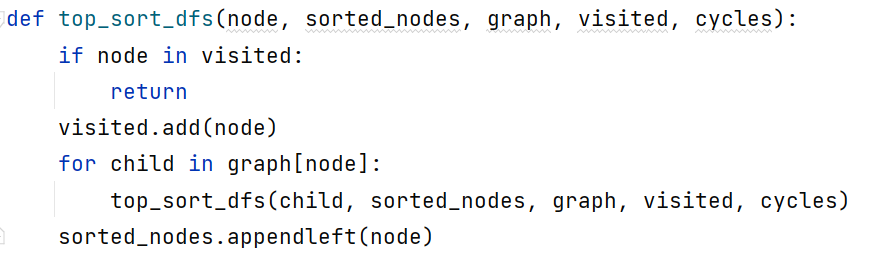 def top_sort_dfs(node, sorted_nodes, graph, visited, cycles):
    if node in visited:
        return
    visited.add(node)
    for child in graph[node]:
        top_sort_dfs(child, sorted_nodes, graph, visited, cycles)
    sorted_nodes.appendleft(node)